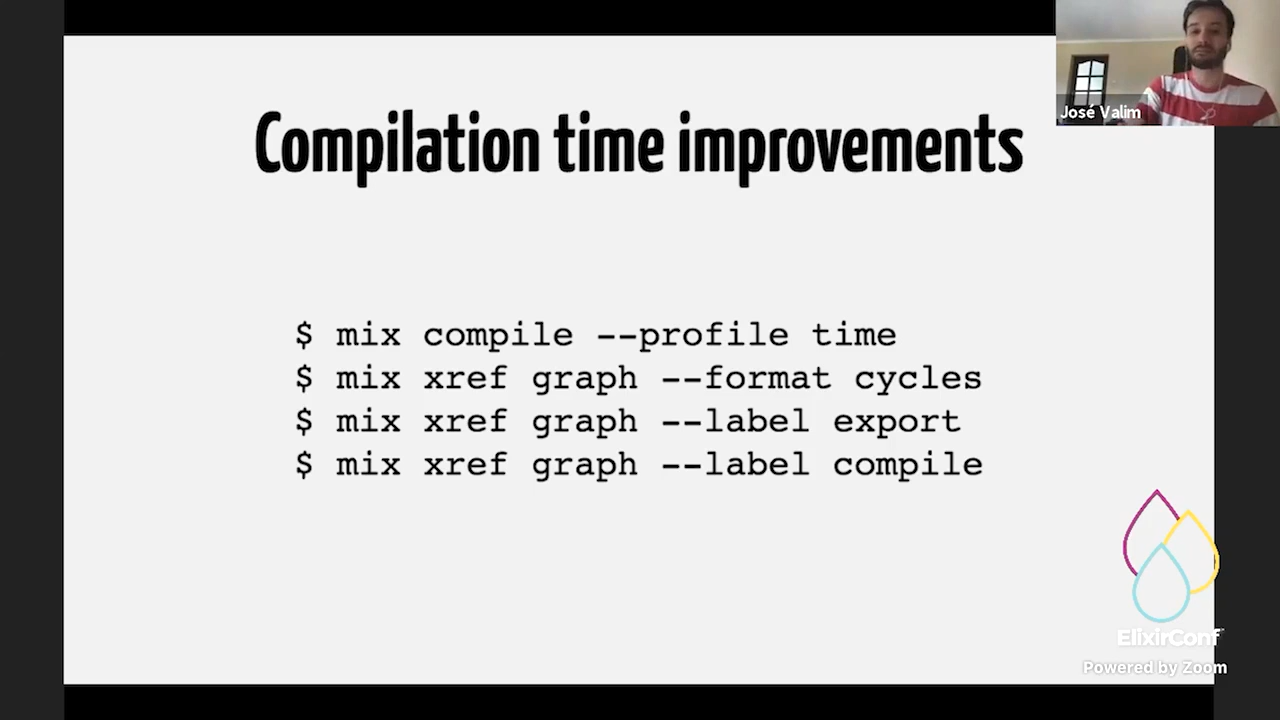 Compilation time improvements
José Valim
$ mix compile --profile time
$ mix xref graph --format cycles
$ mix xref graph --label export
$ mix xref graph --label compile
ElixirConf
Powered by Zoom